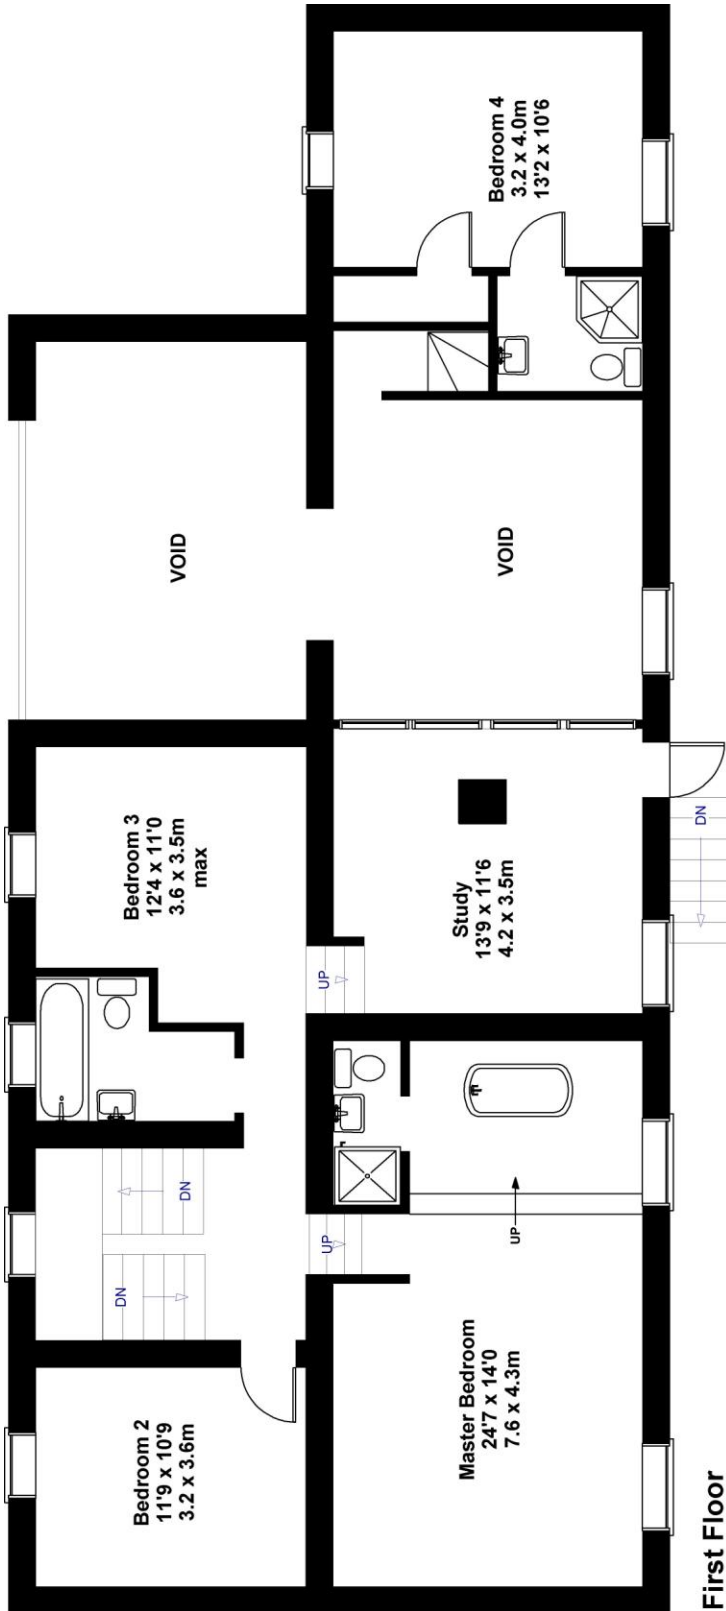 Bedroom 2
11'9 x 10'9
3.2 x 3.6m
DN
DN
Bedroom 3
12'4 x 11'0
3.6 x 3.5m
max
VOID
UP
UP
Master Bedroom
24'7 x 14'0
7.6 x 4.3m
UP
Study
13'9 x 11'6
4.2 x 3.5m
VOID
Bedroom 4
3.2 x 4.0m
13'2 x 10'6
DN
First Floor